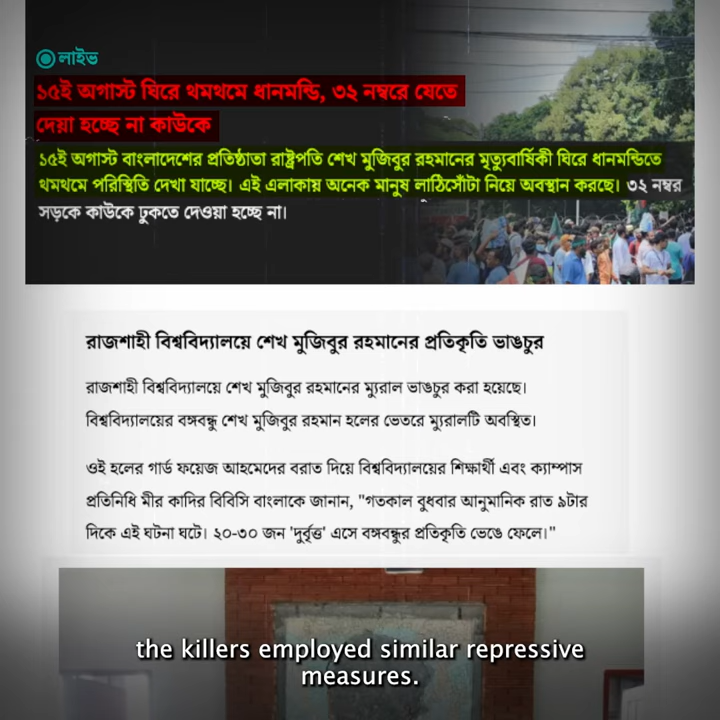 লাইভ
১৫ই অগাস্ট ঘিরে থমথমে ধানমন্ডি, ৩২ নম্বরে যেতে
দেয়া হচ্ছে না কাউকে
১৫ই অগাস্ট বাংলাদেশের প্রতিষ্ঠাতা রাষ্ট্রপতি শেখ মুজিবুর রহমানের মৃত্যুবার্ষিকী ঘিরে ধানমন্ডিতে
থমথমে পরিস্থিতি দেখা যাচ্ছে। এই এলাকায় অনেক মানুষ লাঠিসোঁটা নিয়ে অবস্থান করছে। ৩২ নম্বর
সড়কে কাউকে ঢুকতে দেওয়া হচ্ছে না।
রাজশাহী বিশ্ববিদ্যালয়ে শেখ মুজিবুর রহমানের প্রতিকৃতি ভাঙচুর
রাজশাহী বিশ্ববিদ্যালয়ে শেখ মুজিবুর রহমানের ম্যুরাল ভাঙচুর করা হয়েছে।
বিশ্ববিদ্যালয়ের বঙ্গবন্ধু শেখ মুজিবুর রহমান হলের ভেতরে ম্যুরালটি অবস্থিত।
ওই হলের গার্ড ফয়েজ আহমেদের বরাত দিয়ে বিশ্ববিদ্যালয়ের শিক্ষার্থী এবং ক্যাম্পাস
প্রতিনিধি মীর কাদির বিবিসি বাংলাকে জানান, "গতকাল বুধবার আনুমানিক রাত ৯টার
দিকে এই ঘটনা ঘটে। ২০-৩০ জন 'দুর্বৃত্ত' এসে বঙ্গবন্ধুর প্রতিকৃতি ভেঙে ফেলে।"
the killers employed similar repressive
measures.